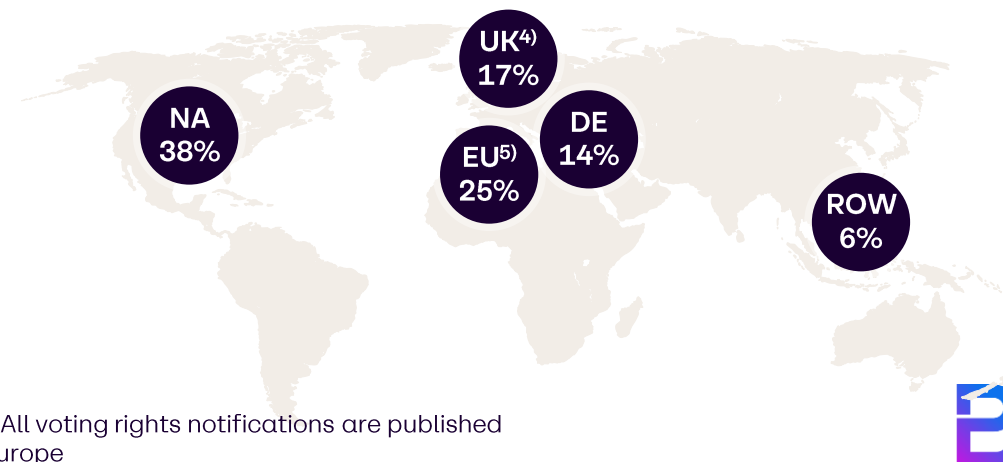 UK4)
17%
NA
38%
DE
14%
EU5)
25%
ROW
6%
All voting rights notifications are published
urope